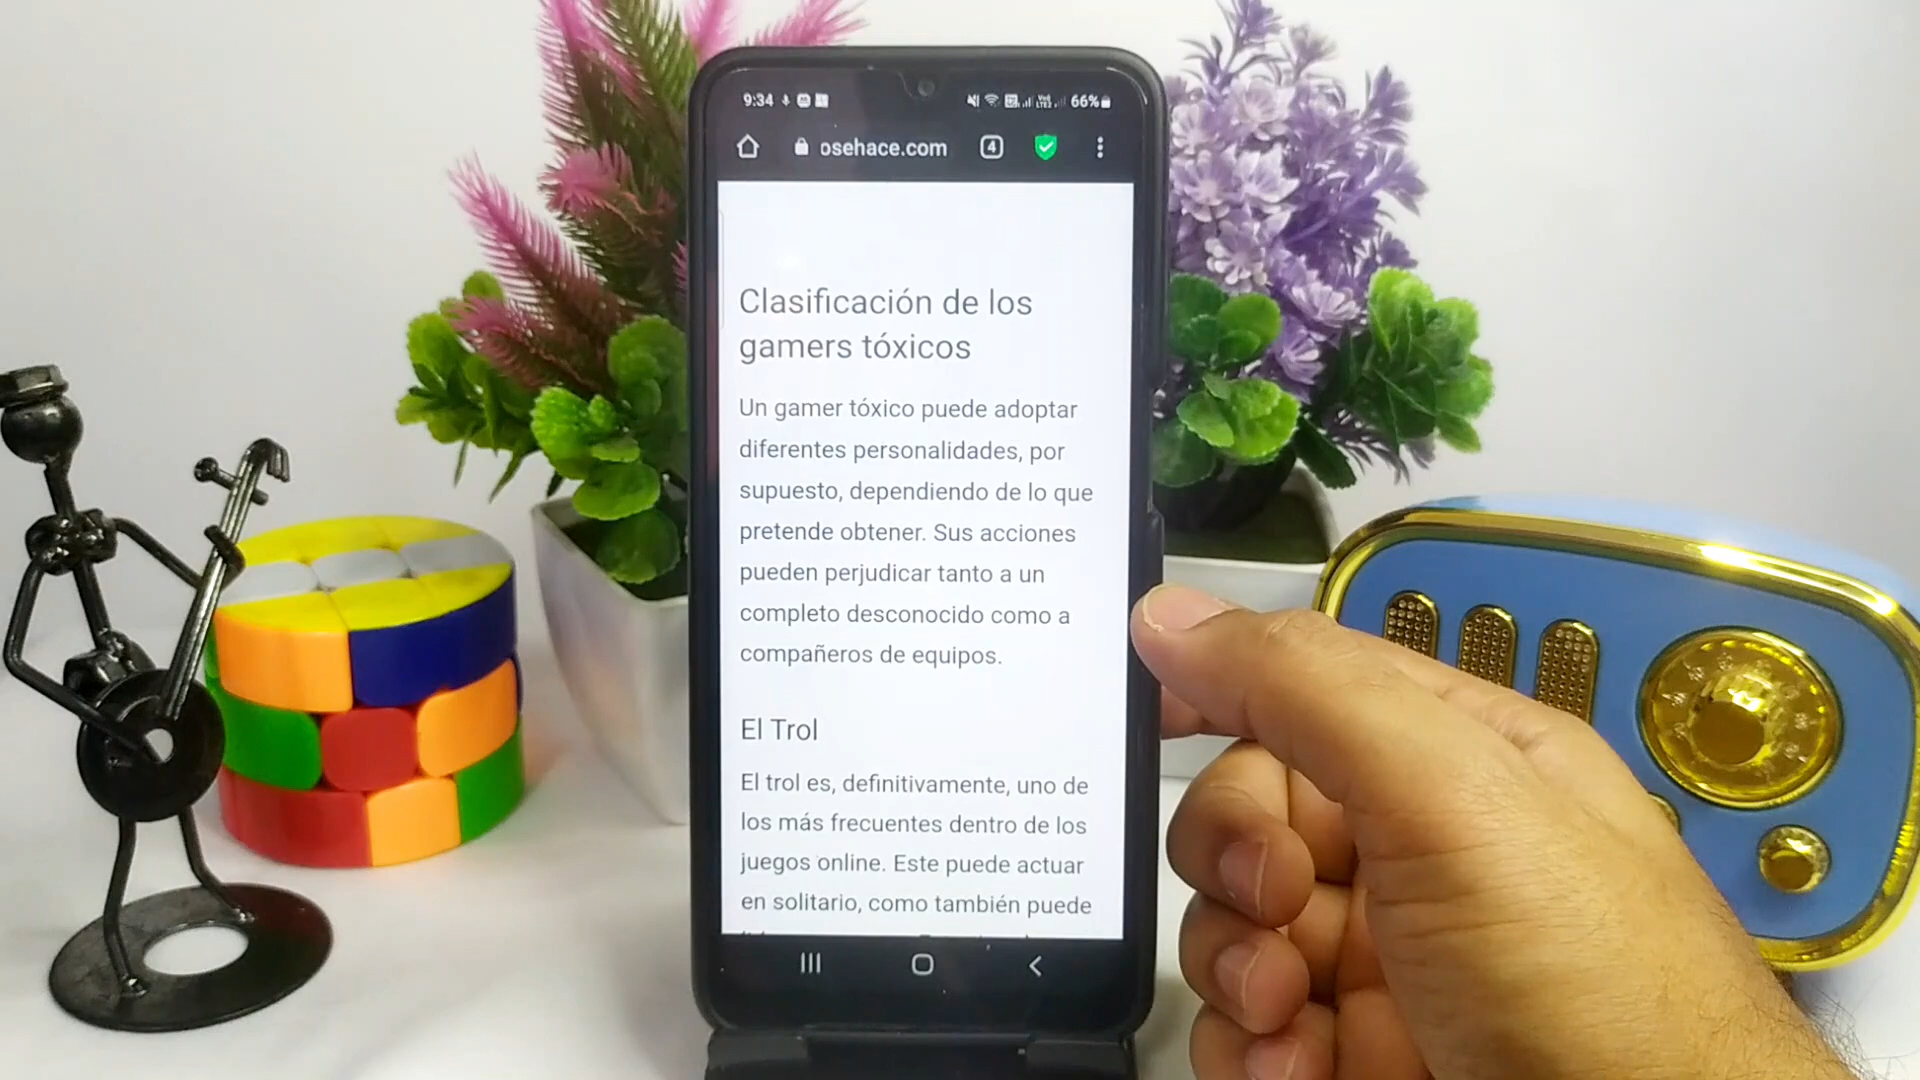 9:34
66%
osehace.com
4
Clasificación de los
gamers tóxicos
Un gamer tóxico puede adoptar
diferentes personalidades, por
supuesto, dependiendo de lo que
pretende obtener. Sus acciones
pueden perjudicar tanto a un
completo desconocido como a
compañeros de equipos.
El Trol
El trol es, definitivamente, uno de
los más frecuentes dentro de los
juegos online. Este puede actuar
en solitario, como también puede